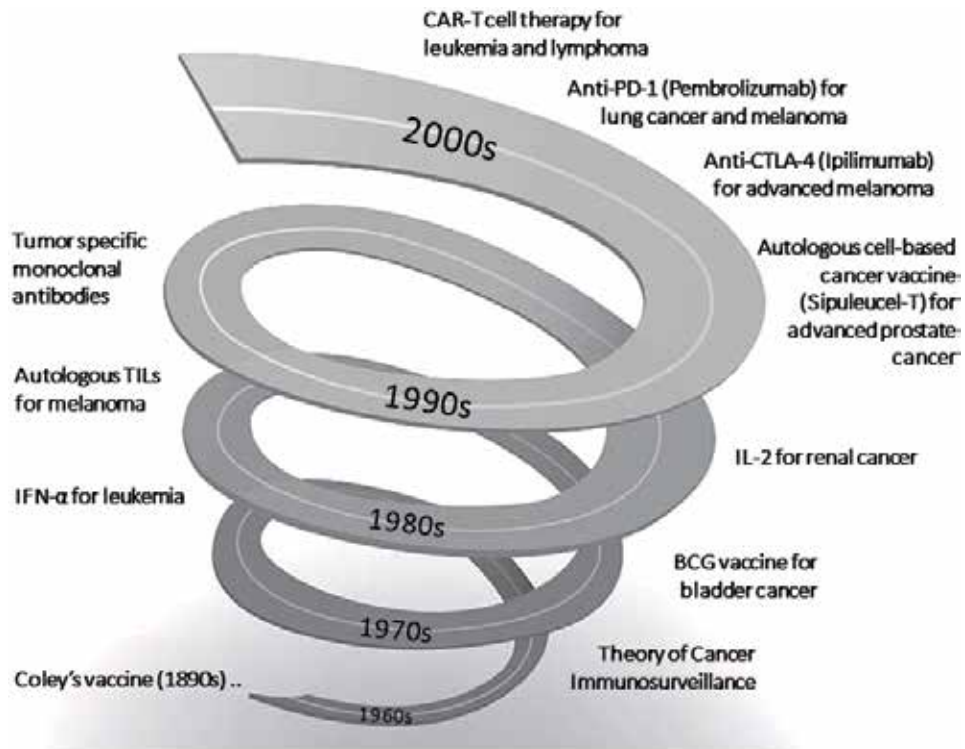 CAR-T cell therapy for
leukemia and lymphoma
Anti-PD-1 (Pembrolizumab) for
lung cancer and melanoma
2000s
Anti-CTLA-4 (Ipilimumab)
for advanced melanoma
Tumor specific
monoclonal
antibodies
Autologous cell-based
cancer vaccine
(Sipuleucel-T) for
advanced prostate
cancer
Autologous TILs
for melanoma
1990s
IL-2 for renal cancer
IFN-α for leukemia
1980s
BCG vaccine for
bladder cancer
1970s
Theory of Cancer
Immunosurveillance
Coley's vaccine (1890s) ..
1960s